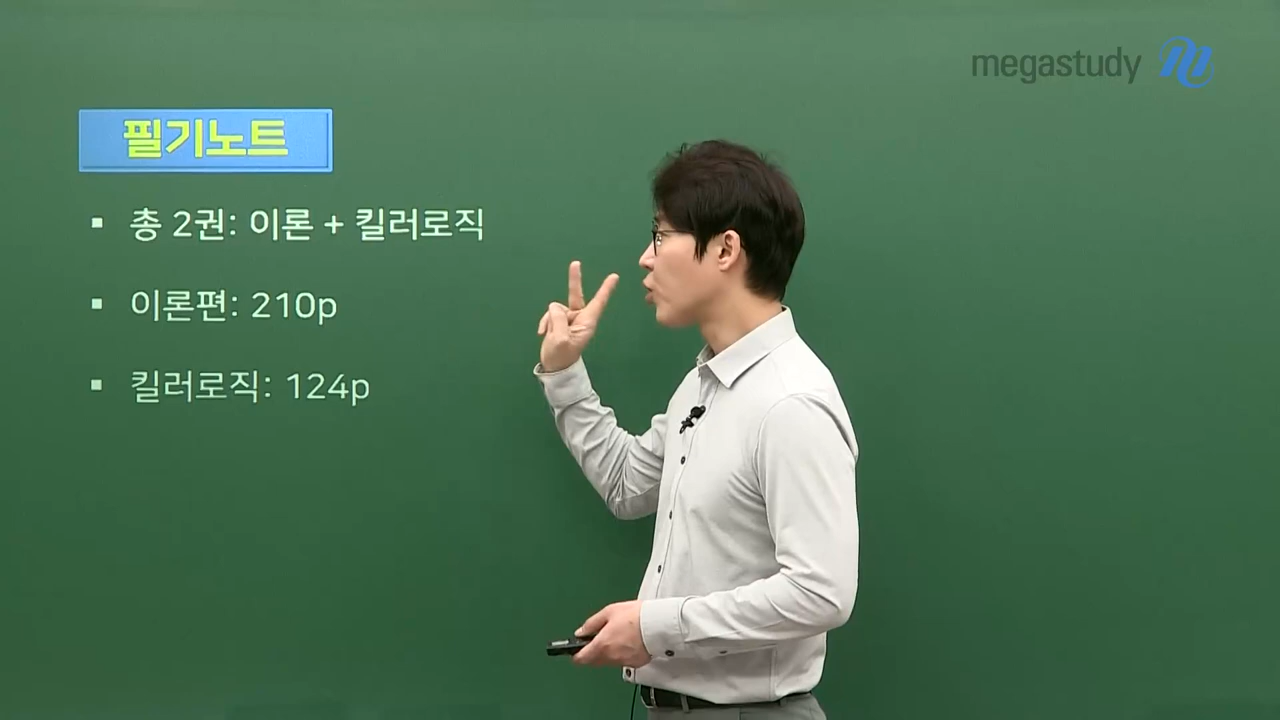 megastudy
필기노트
▪ 총 2권: 이론 + 킬러로직
▪ 이론편: 210p
▪ 킬러로직: 124p